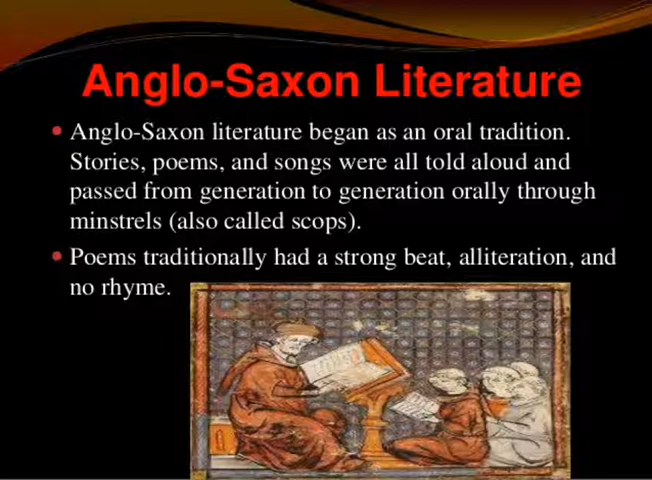 Anglo-Saxon Literature
• Anglo-Saxon literature began as an oral tradition.
Stories, poems, and songs were all told aloud and
passed from generation to generation orally through
minstrels (also called scops).
• Poems traditionally had a strong beat, alliteration, and
no rhyme.